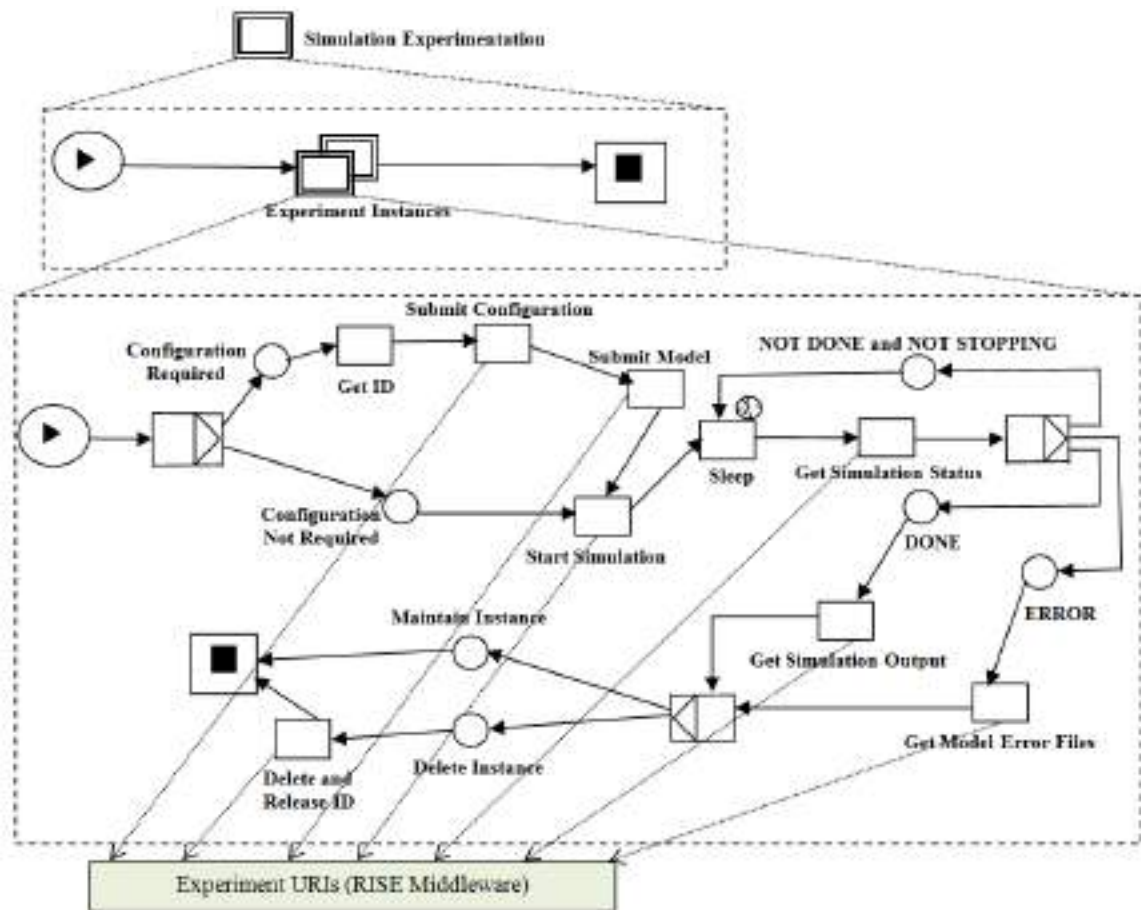 Simulation Experimentation
Experiment Instances
Submit Configuration
Configuration
Required
Get ID
Submit Model
NOT DONE and NOT STOPPING
Sleep
Get Simulation Status
Configuration
Not Required
Start Simulation
DONE
ERROR
Maintain Instance
Get Simulation Output
Get Model Error Files
Delete and
Release ID
Delete Instance
Experiment URIs (RISE Middleware)